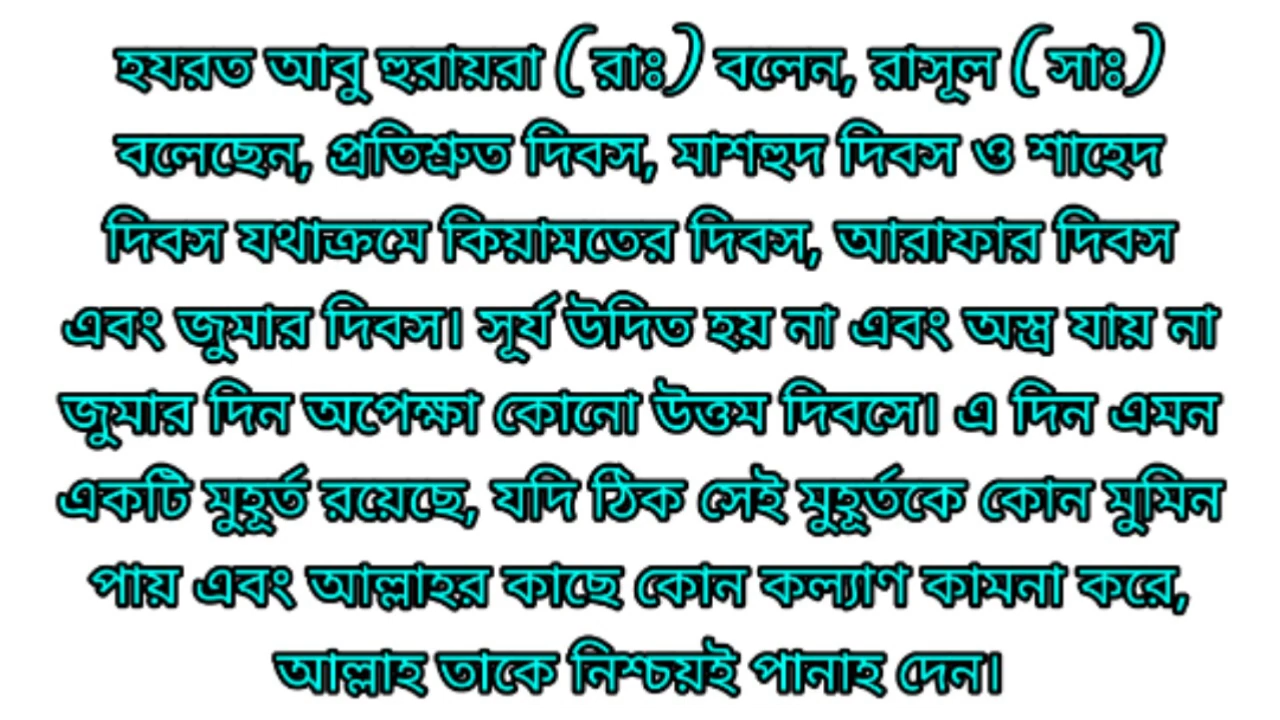 হযরত আবু হুরায়রা ( রাঃ ) বলেন, রাসূল ( সাঃ )
বলেছেন, প্রতিশ্রুত দিবস, মাশহুদ দিবস ও শাহেদ
দিবস যথাক্রমে কিয়ামতের দিবস, আরাফার দিবস
এবং জুমার দিবস। সূর্য উদিত হয় না এবং অস্ত্র যায় না
জুমার দিন অপেক্ষা কোনো উত্তম দিবসে। এ দিন এমন
একটি মুহূর্ত রয়েছে, যদি ঠিক সেই মুহূর্তকে কোন মুমিন
পায় এবং আল্লাহর কাছে কোন কল্যাণ কামনা করে,
আল্লাহ তাকে নিশ্চয়ই পানাহ দেন।